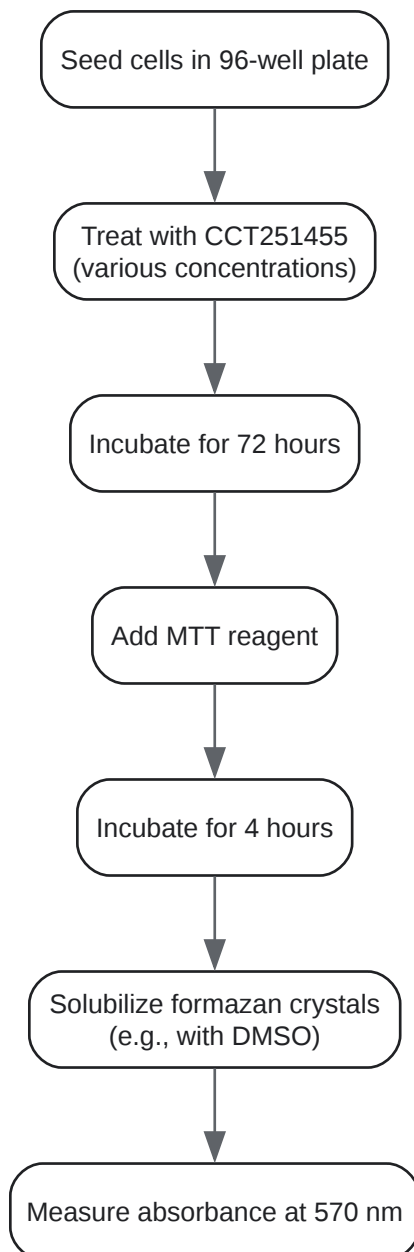 Seed cells in 96-well plate
Treat with CCT251455
(various concentrations)
Incubate for 72 hours
Add MTT reagent
Incubate for 4 hours
Solubilize formazan crystals
(e.g., with DMSO)
Measure absorbance at 570 nm